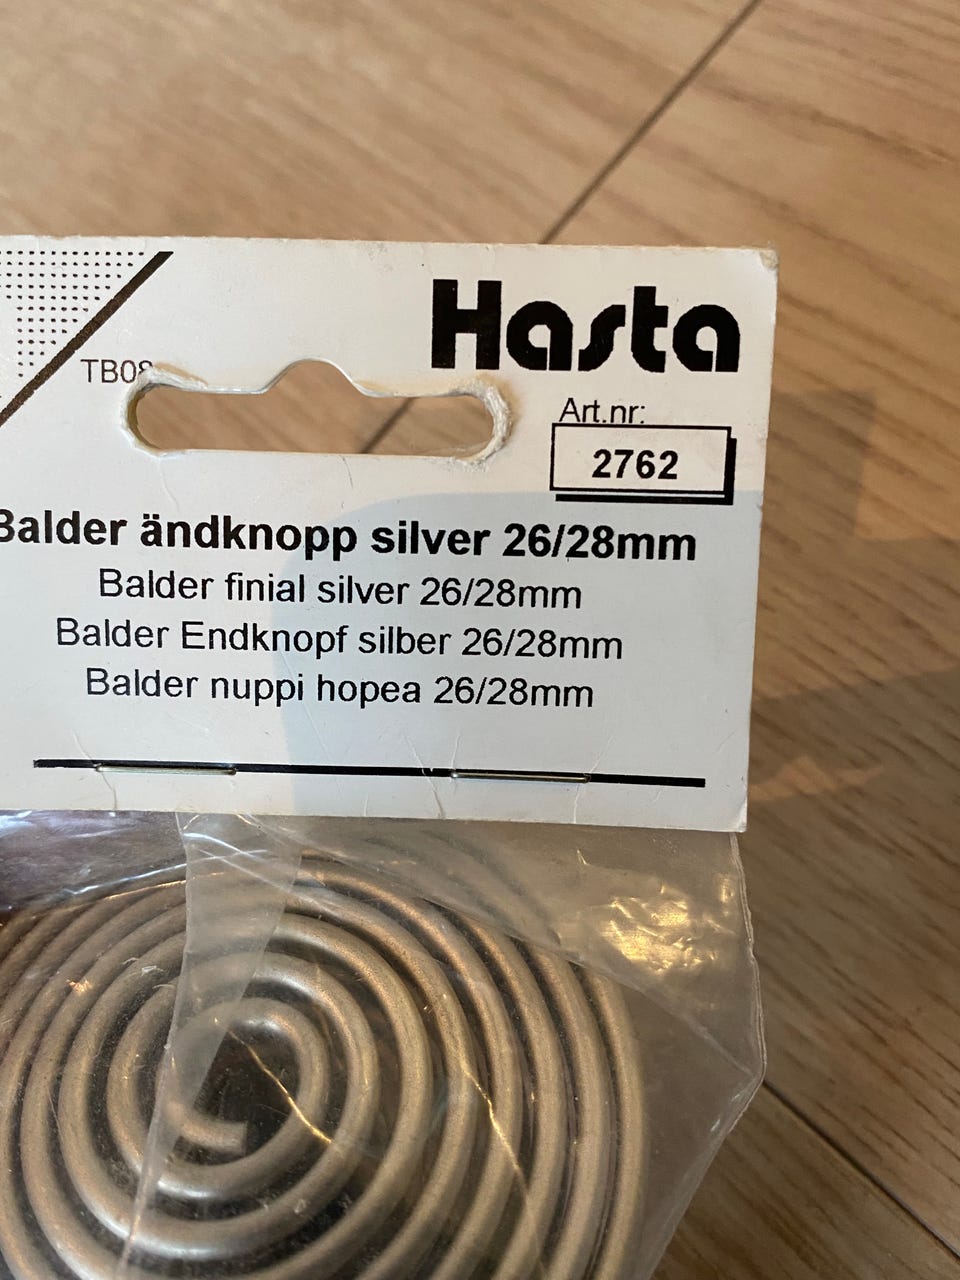 Hasta
TB08
Art.nr:
2762
Balder ändknopp silver 26/28mm
Balder finial silver 26/28mm
Balder Endknopf silber 26/28mm
Balder nuppi hopea 26/28mm